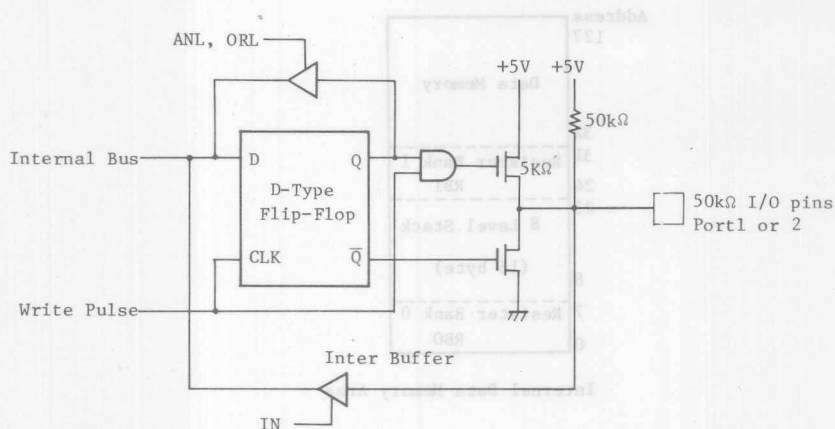 ANL, ORL
+5V +5V
50kΩ
Internal Bus
D
Q
5KΩ
D-Type
Flip-Flop
50kΩ I/O pins
Port1 or 2
CLK
Q̅
Write Pulse
Inter Buffer
IN